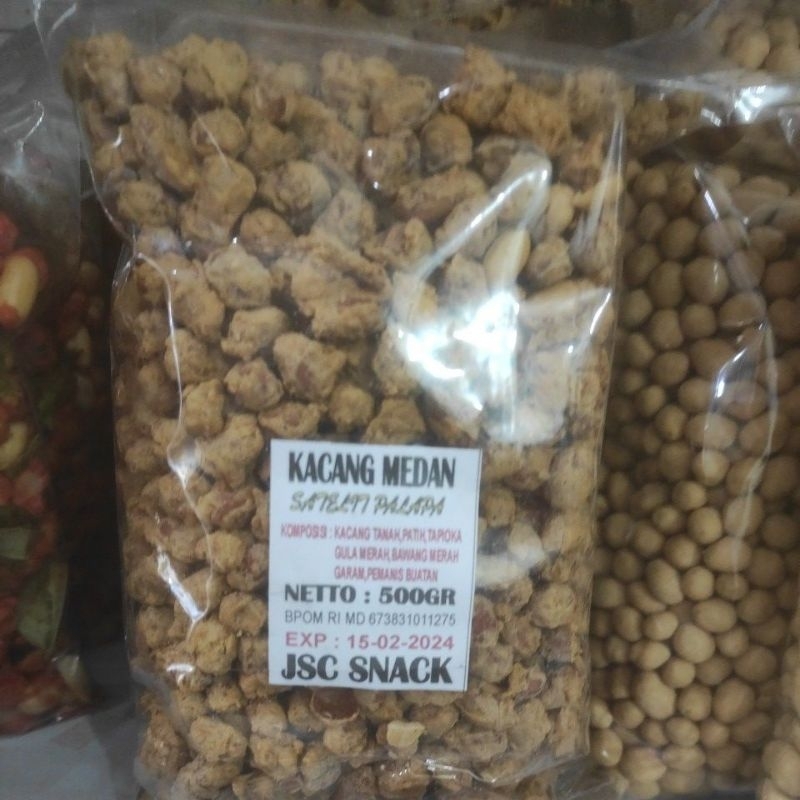 KACANG MEDAN
SATELIT PALAPA
KOMPOSISI : KACANG TANAH,PATIH,TAPIOKA
GULA MERAH,BAWANG MERAH
GARAM,PEMANIS BUATAN
NETTO : 500GR
BPOM RI MD 673831011275
EXP : 15-02-2024
JSC SNACK